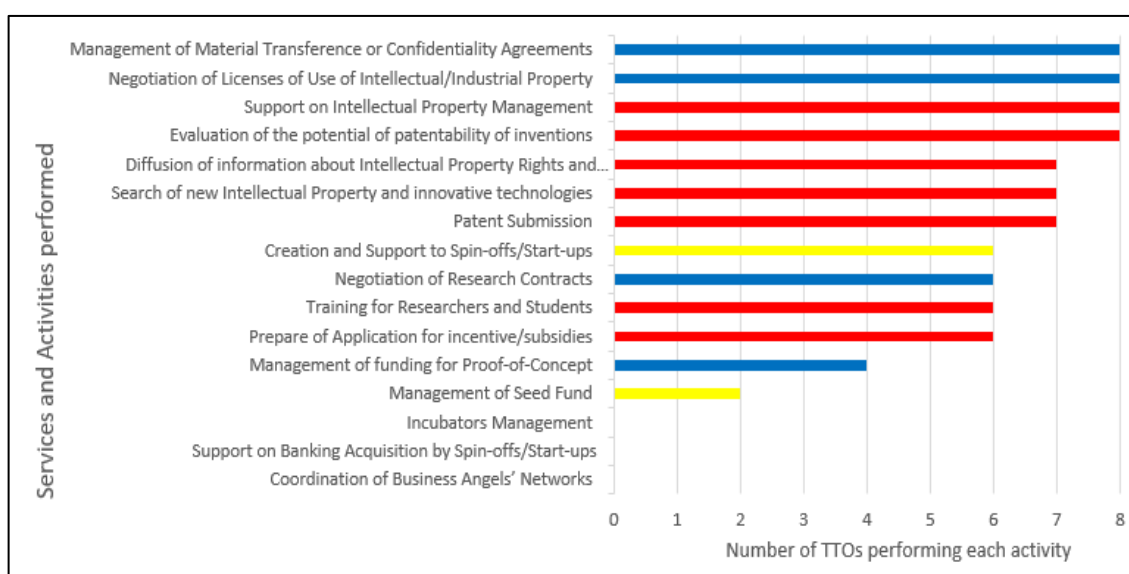 Services and Activities performed
Management of Material Transference or Confidentiality Agreements
Negotiation of Licenses of Use of Intellectual/Industrial Property
Support on Intellectual Property Management
Evaluation of the potential of patentability of inventions
Diffusion of information about Intellectual Property Rights and...
Search of new Intellectual Property and innovative technologies
Patent Submission
Creation and Support to Spin-offs/Start-ups
Negotiation of Research Contracts
Training for Researchers and Students
Prepare of Application for incentive/subsidies
Management of funding for Proof-of-Concept
Management of Seed Fund
Incubators Management
Support on Banking Acquisition by Spin-offs/Start-ups
Coordination of Business Angels’ Networks
0 1 2 3 4 5 6 7 8
Number of TTOs performing each activity